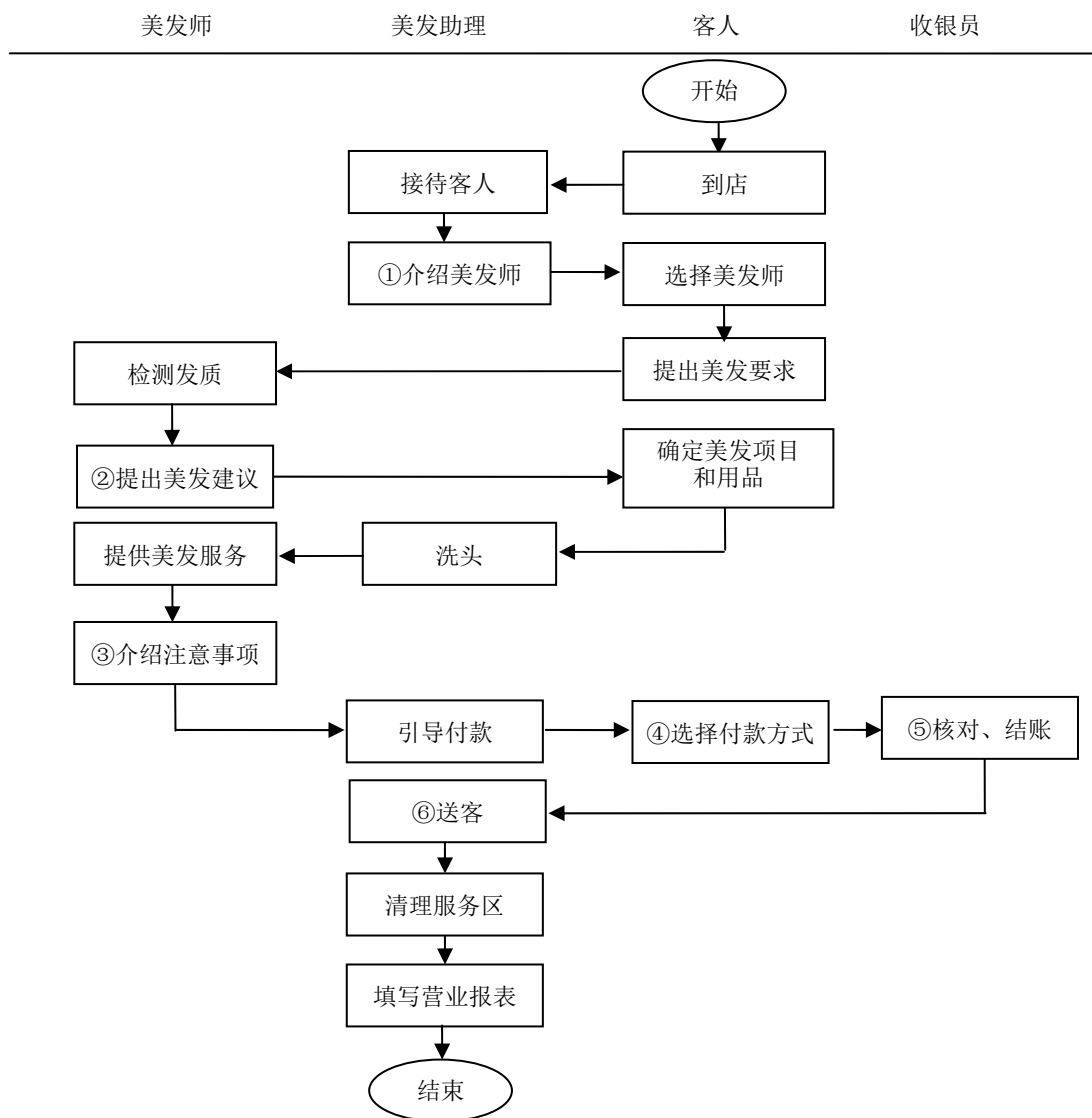 美发师 美发助理 客人 收银员
开始
接待客人 到店
①介绍美发师 选择美发师
检测发质 提出美发要求
②提出美发建议 确定美发项目
和用品
提供美发服务 洗头
③介绍注意事项
引导付款 ④选择付款方式 ⑤核对、结账
⑥送客
清理服务区
填写营业报表
结束